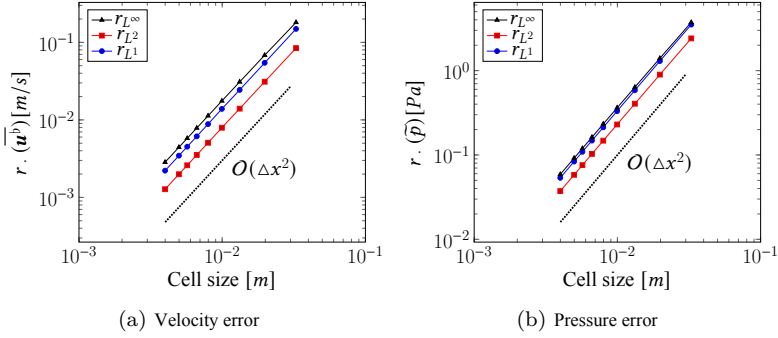 r_{L^∞}
r_{L^2}
r_{L^1}
10^{-1}
10^{-2}
10^{-3}
r . (\overline{u^♭}) [m/s]
O(△x^2)
10^{-3}
10^{-2}
10^{-1}
Cell size [m]
(a) Velocity error
r_{L^∞}
r_{L^2}
r_{L^1}
10^0
10^{-1}
10^{-2}
r . (\widetilde{p}) [Pa]
O(△x^2)
10^{-3}
10^{-2}
10^{-1}
Cell size [m]
(b) Pressure error